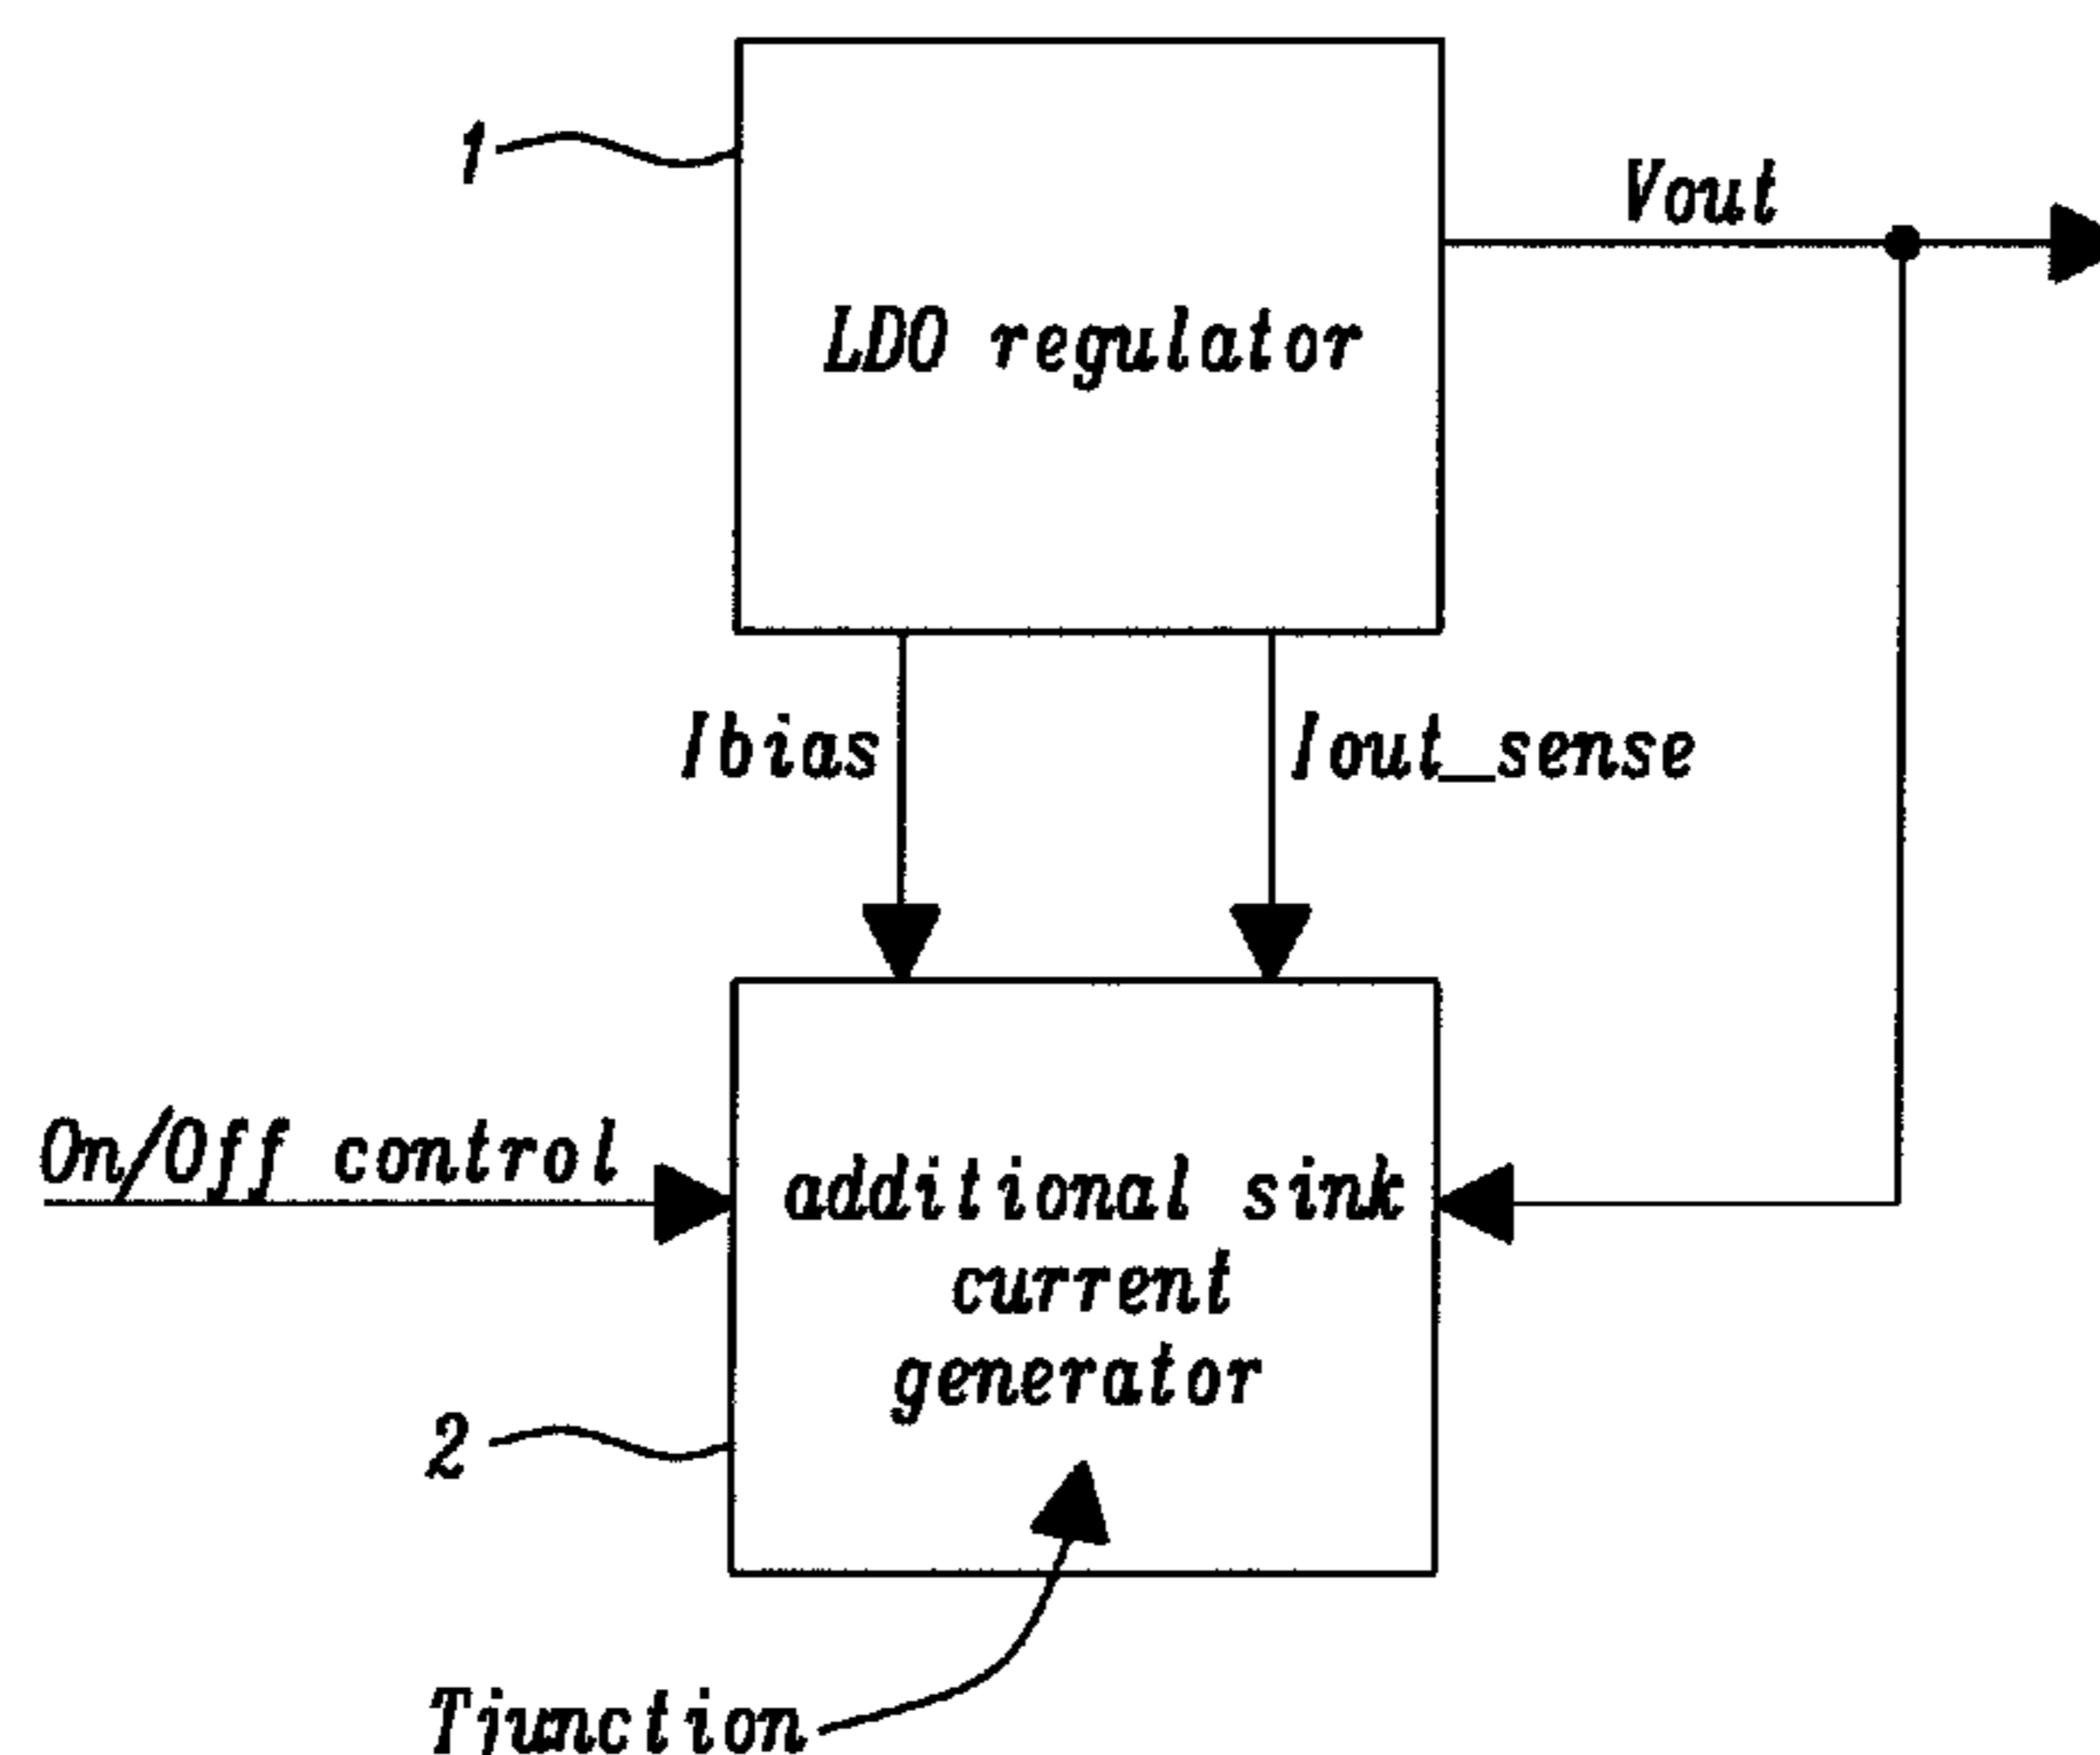 1
Vout
LDO regulator
Ibias
Iout_sense
On/Off control
additional sink
current
generator
2
Tjunction